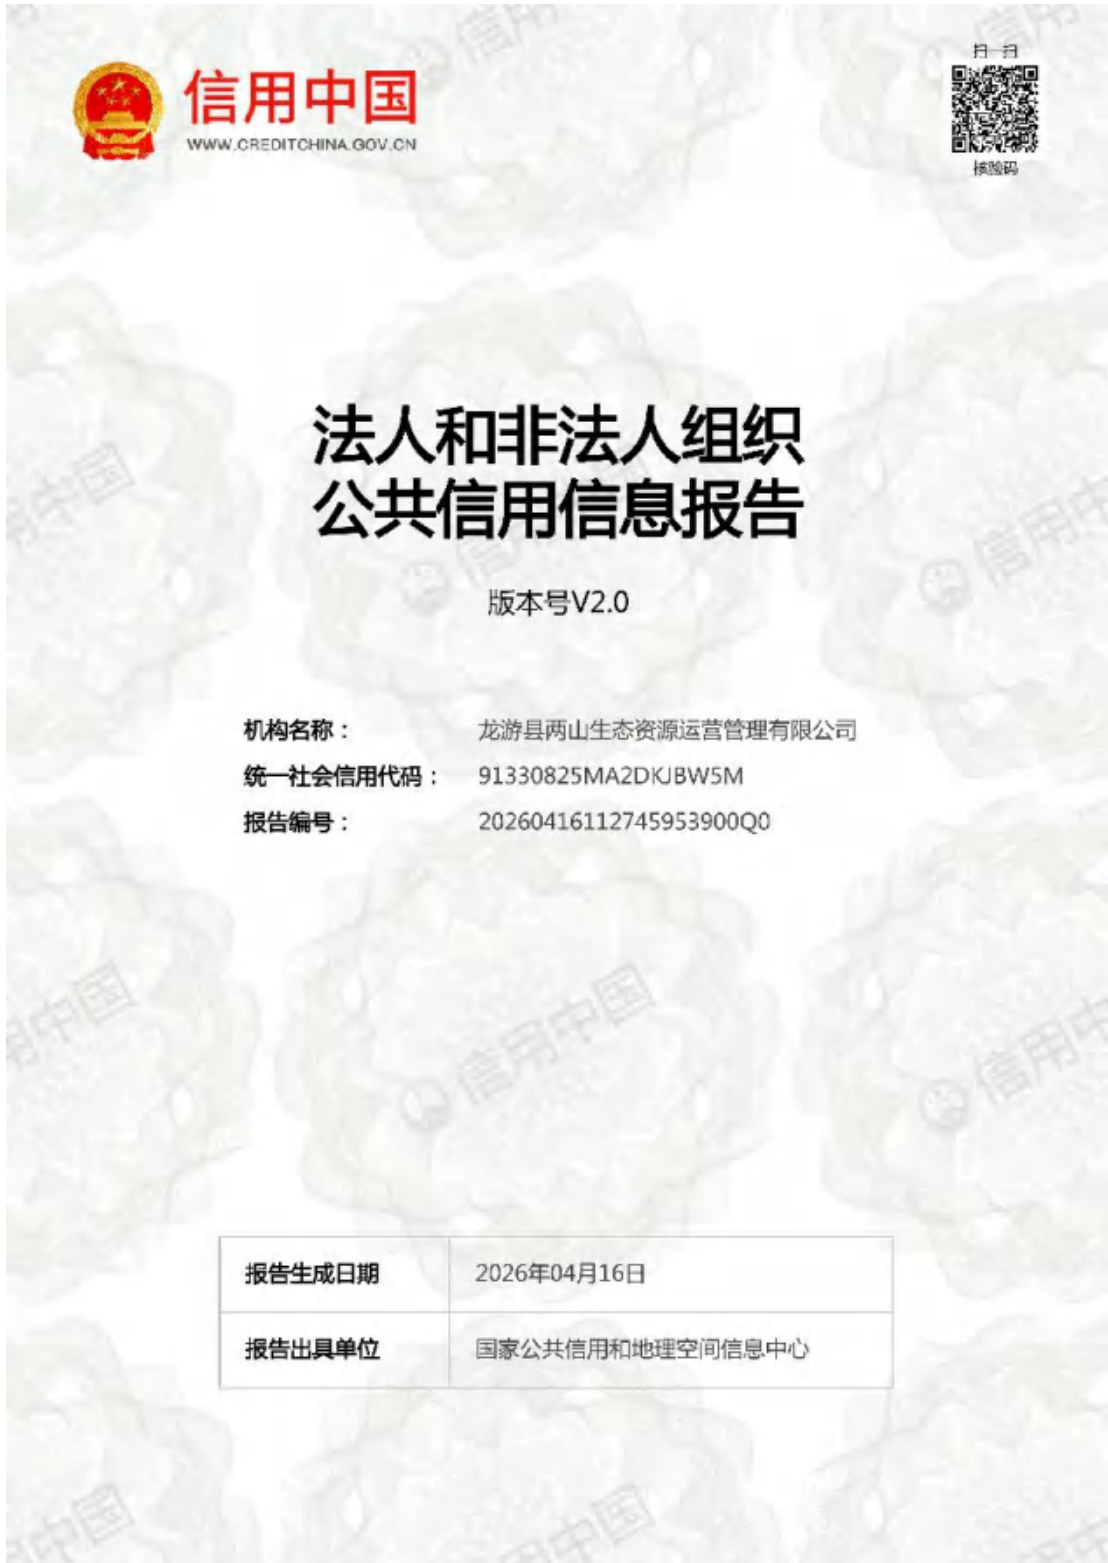 信用中国
WWW.CREDITCHINA.GOV.CN
扫一扫
核验码
法人和非法人组织
公共信用信息报告
版本号V2.0
机构名称： 龙游县两山生态资源运营管理有限公司
统一社会信用代码： 91330825MA2DKJBW5M
报告编号： 20260416112745953900Q0
报告生成日期 2026年04月16日
报告出具单位 国家公共信用和地理空间信息中心